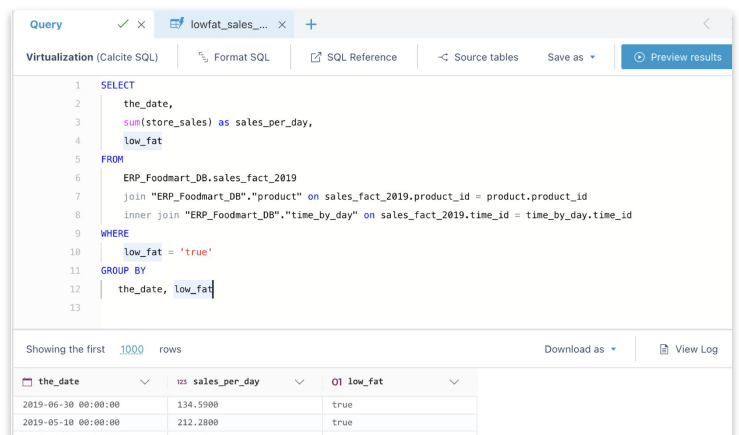 Query
lowfat_sales_...
Virtualization (Calcite SQL)
Format SQL
SQL Reference
Source tables
Save as
Preview results
1 SELECT
2 the_date,
3 sum(store_sales) as sales_per_day,
4 low_fat
5 FROM
6 ERP_Foodmart_DB.sales_fact_2019
7 join "ERP_Foodmart_DB"."product" on sales_fact_2019.product_id = product.product_id
8 inner join "ERP_Foodmart_DB"."time_by_day" on sales_fact_2019.time_id = time_by_day.time_id
9 WHERE
10 low_fat = 'true'
11 GROUP BY
12 the_date, low_fat
13
Showing the first 1000 rows
Download as
View Log
the_date 123 sales_per_day 01 low_fat
2019-06-30 00:00:00 134.5900 true
2019-05-10 00:00:00 212.2800 true